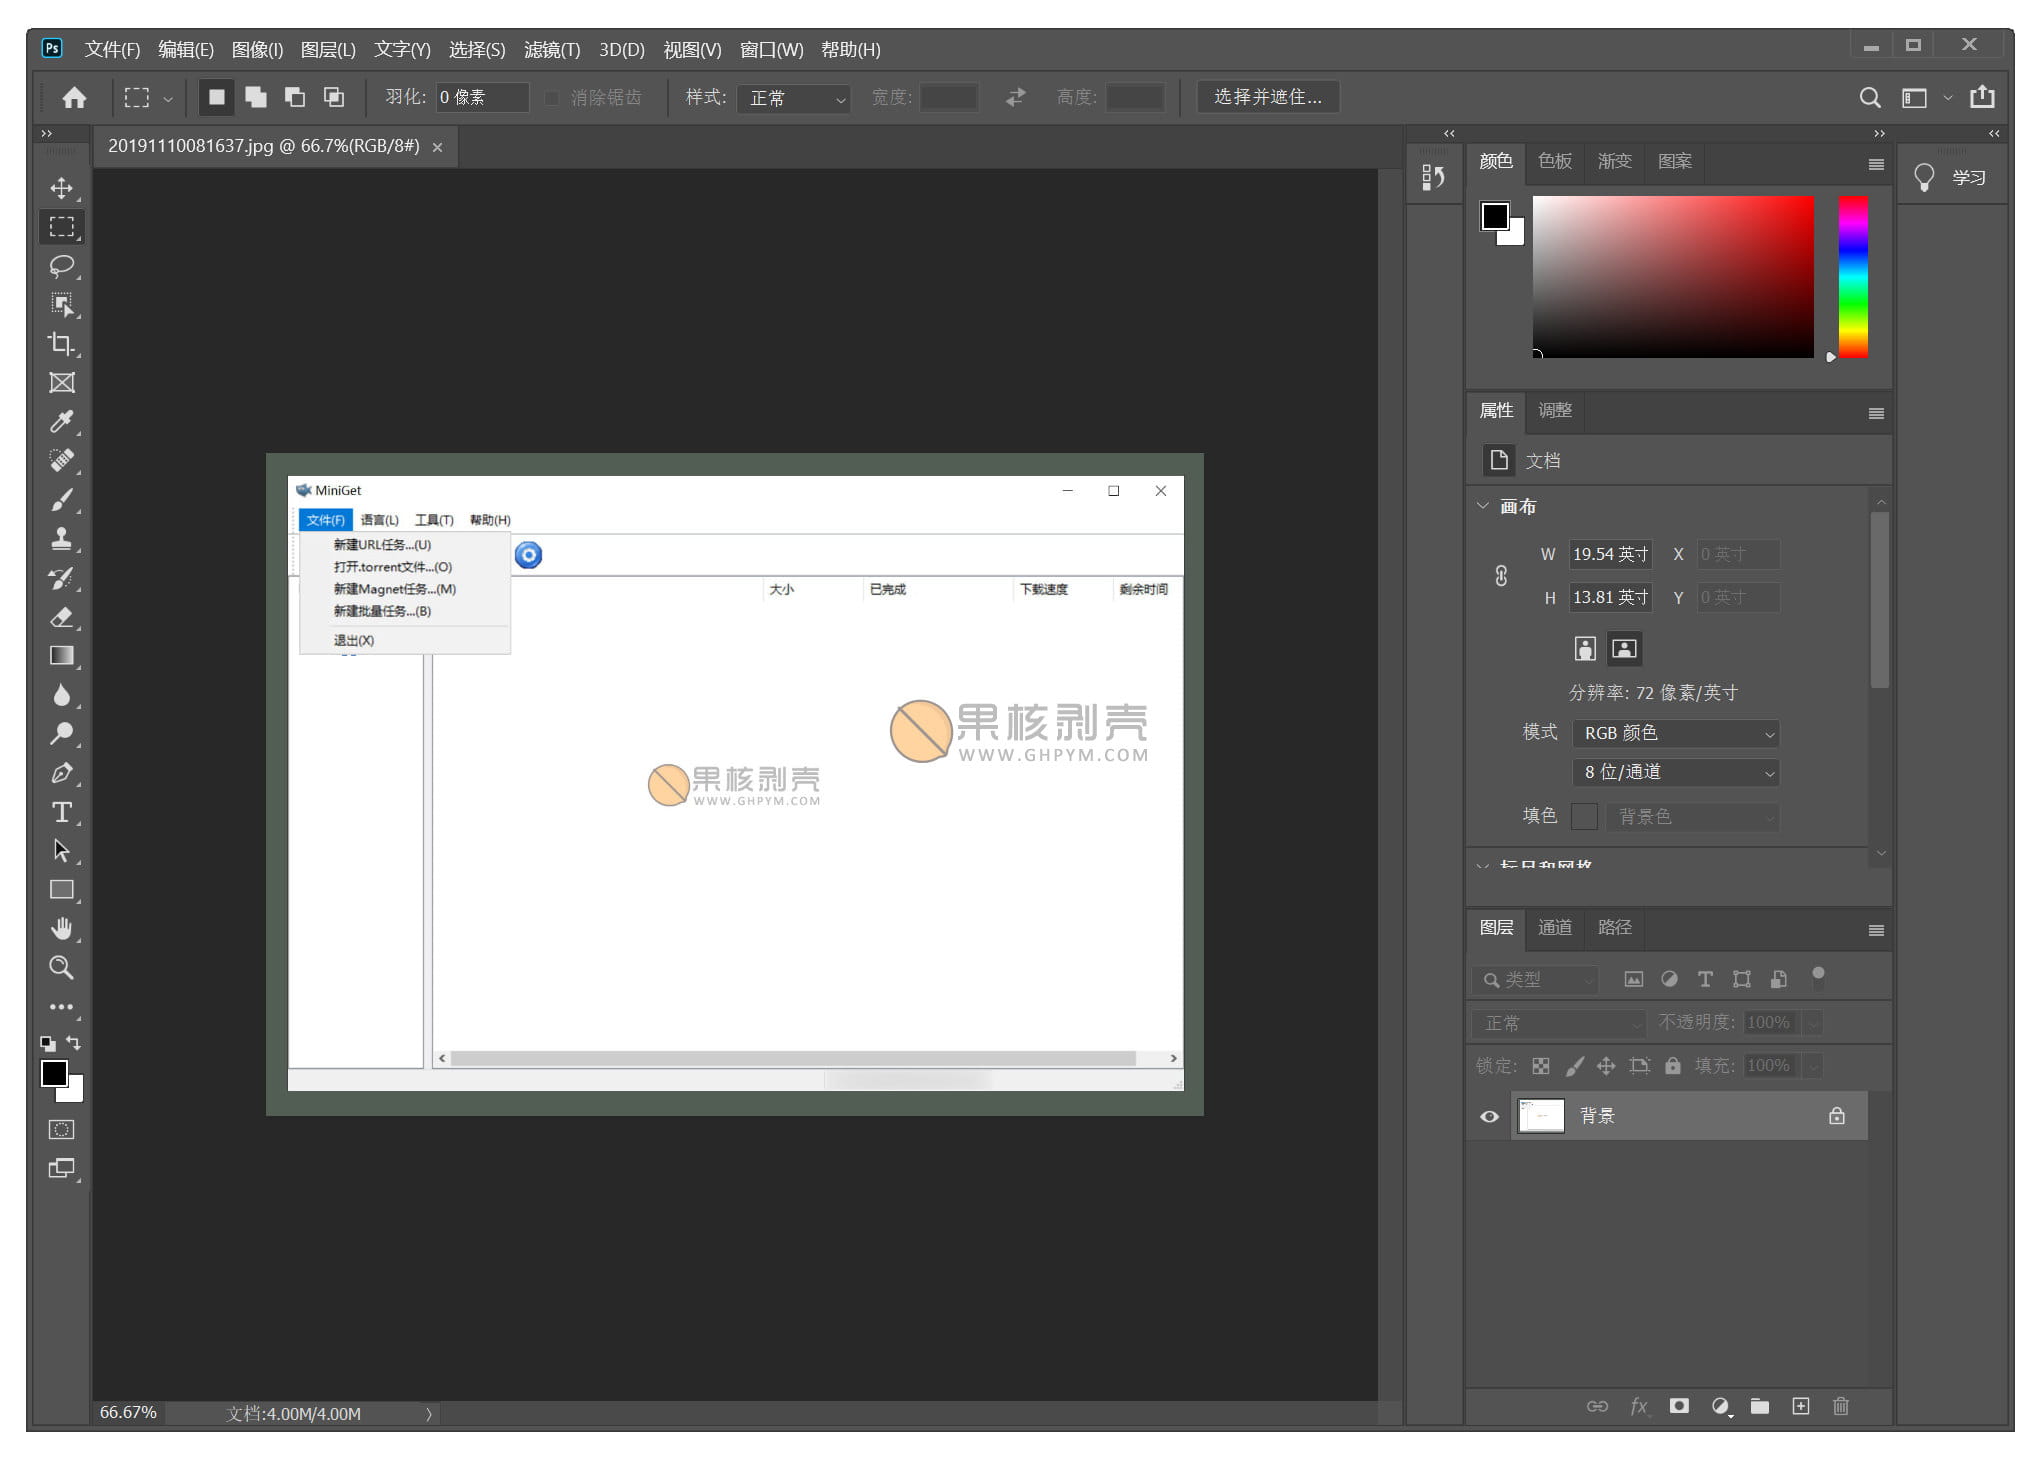 Ps 文件(F) 编辑(E) 图像(I) 图层(L) 文字(Y) 选择(S) 滤镜(T) 3D(D) 视图(V) 窗口(W) 帮助(H)
羽化: 0 像素 消除锯齿 样式: 正常 宽度: 高度: 选择并遮住...
20191110081637.jpg @ 66.7%(RGB/8#)
MiniGet
文件(F) 语言(L) 工具(T) 帮助(H)
新建URL任务...(U)
打开.torrent文件...(O)
新建Magnet任务...(M)
新建批量任务...(B)
退出(X)
大小 已完成 下载速度 剩余时间
果核剥壳
WWW.GHPYM.COM
果核剥壳
WWW.GHPYM.COM
66.67% 文档:4.00M/4.00M
颜色 色板 渐变 图案
学习
属性 调整
文档
画布
W 19.54 英寸 X 0 英寸
H 13.81 英寸 Y 0 英寸
分辨率: 72 像素/英寸
模式 RGB 颜色
8 位/通道
填色 背景色
标尺和网格
图层 通道 路径
类型
正常 不透明度: 100%
锁定: 填充: 100%
背景
fx